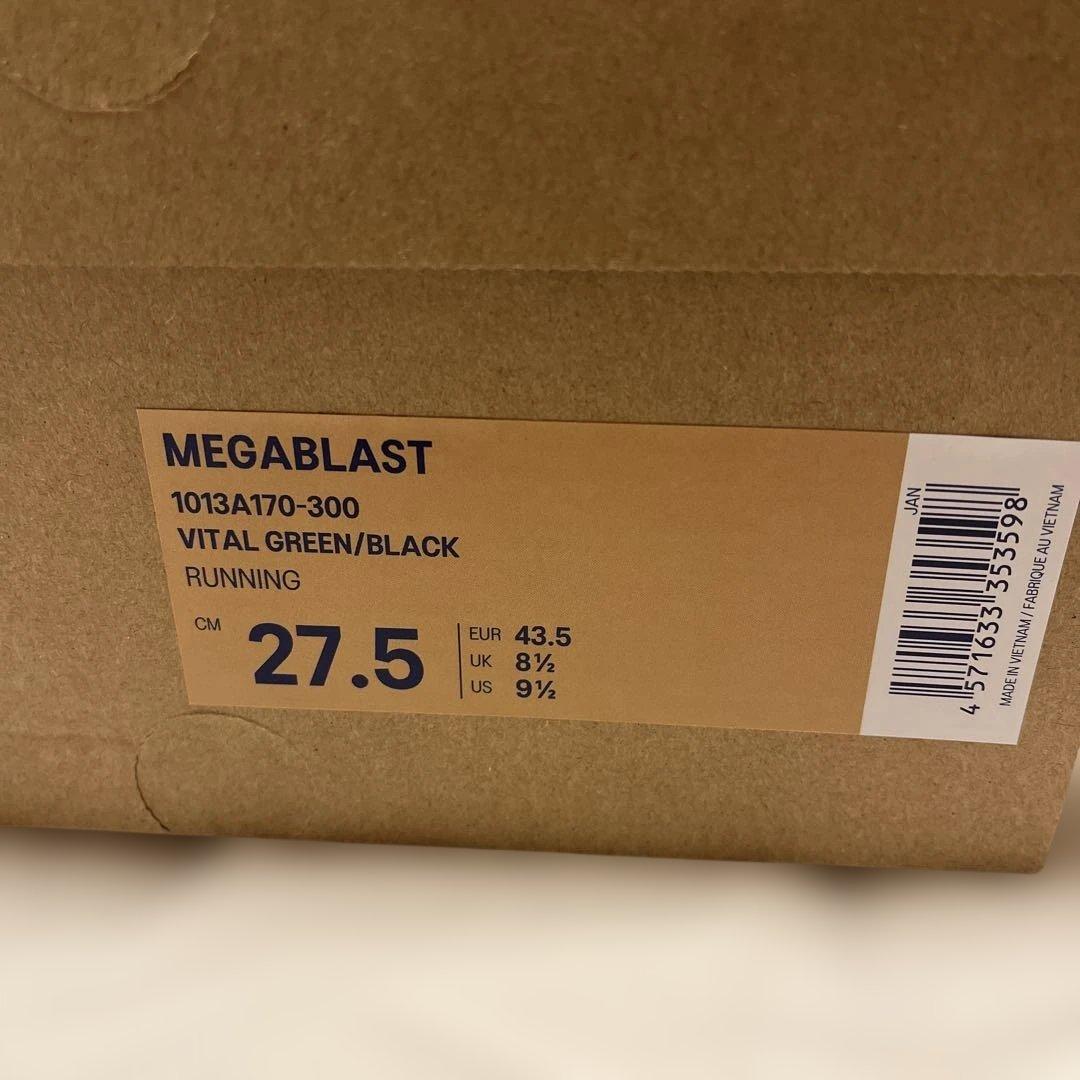 MEGABLAST
1013A170-300
VITAL GREEN/BLACK
RUNNING
CM 27.5
EUR 43.5
UK 8½
US 9½
JAN
4 571633 353598
MADE IN VIETNAM / FABRIQUE AU VIETNAM